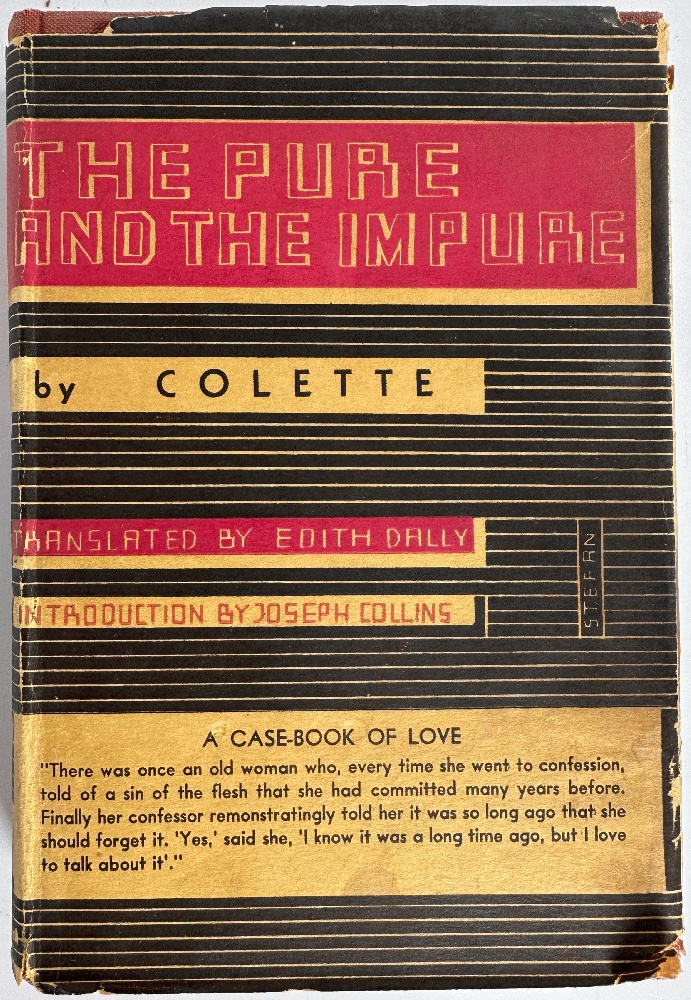 THE PURE
AND THE IMPURE
by COLETTE
TRANSLATED BY EDITH DALLY
INTRODUCTION BY JOSEPH COLLINS
STEFAN
A CASE-BOOK OF LOVE
"There was once an old woman who, every time she went to confession,
told of a sin of the flesh that she had committed many years before.
Finally her confessor remonstratingly told her it was so long ago that she
should forget it. 'Yes,' said she, 'I know it was a long time ago, but I love
to talk about it'."